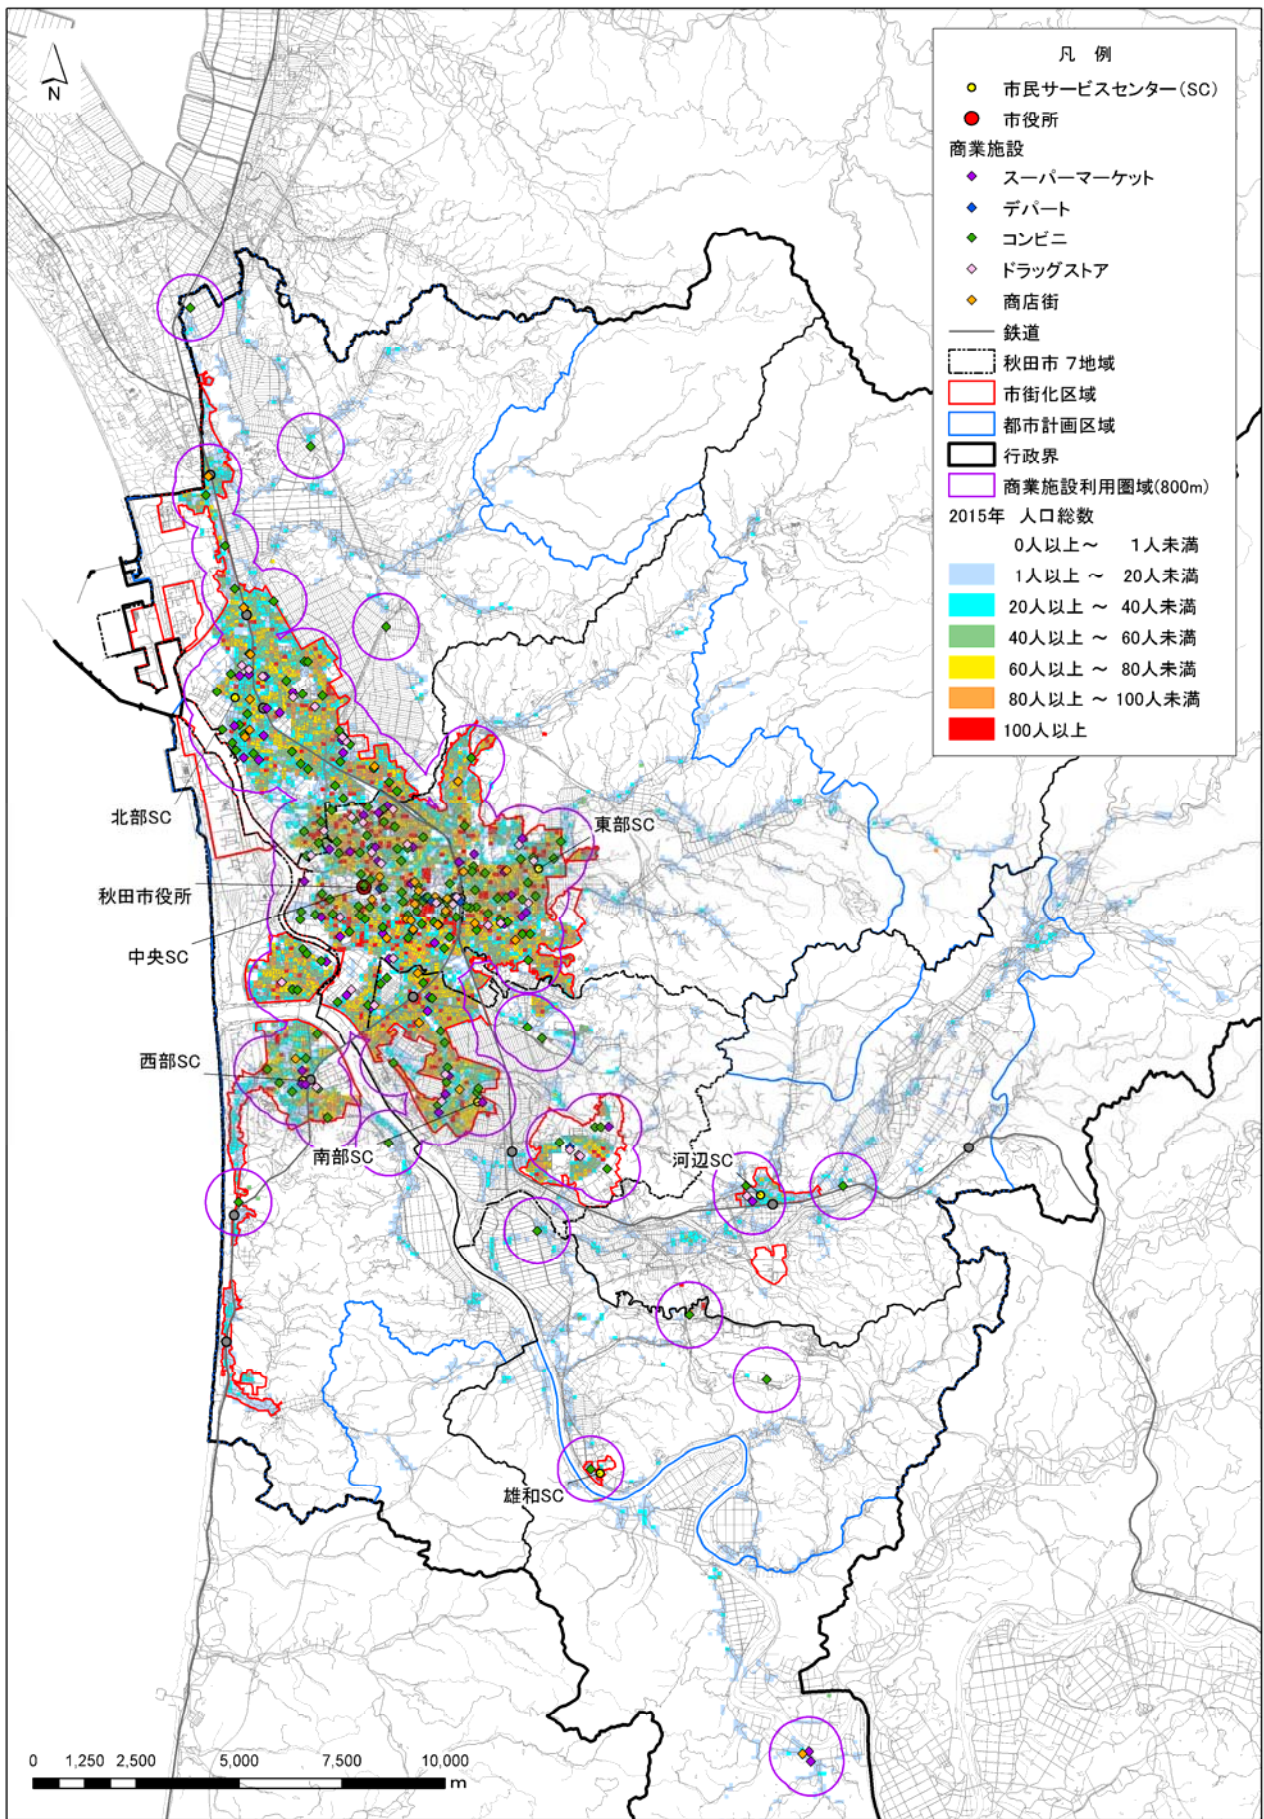 N
凡 例
市民サービスセンター(SC)
市役所
商業施設
スーパーマーケット
デパート
コンビニ
ドラッグストア
商店街
鉄道
秋田市 7地域
市街化区域
都市計画区域
行政界
商業施設利用圏域(800m)
2015年 人口総数
0人以上～ 1人未満
1人以上 ～ 20人未満
20人以上 ～ 40人未満
40人以上 ～ 60人未満
60人以上 ～ 80人未満
80人以上 ～ 100人未満
100人以上
北部SC
東部SC
秋田市役所
中央SC
西部SC
南部SC
河辺SC
雄和SC
0 1,250 2,500 5,000 7,500 10,000
m